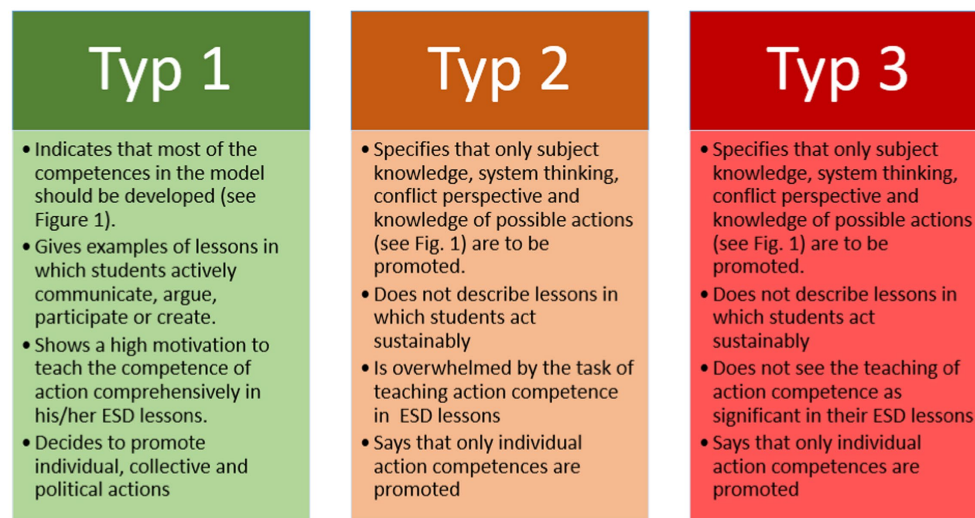 Typ 1
• Indicates that most of the
competences in the model
should be developed (see
Figure 1).
• Gives examples of lessons in
which students actively
communicate, argue,
participate or create.
• Shows a high motivation to
teach the competence of
action comprehensively in
his/her ESD lessons.
• Decides to promote
individual, collective and
political actions
Typ 2
• Specifies that only subject
knowledge, system thinking,
conflict perspective and
knowledge of possible actions
(see Fig. 1) are to be
promoted.
• Does not describe lessons in
which students act
sustainably
• Is overwhelmed by the task of
teaching action competence
in ESD lessons
• Says that only individual
action competences are
promoted
Typ 3
• Specifies that only subject
knowledge, system thinking,
conflict perspective and
knowledge of possible actions
(see Fig. 1) are to be
promoted.
• Does not describe lessons in
which students act
sustainably
• Does not see the teaching of
action competence as
significant in their ESD lessons
• Says that only individual
action competences are
promoted